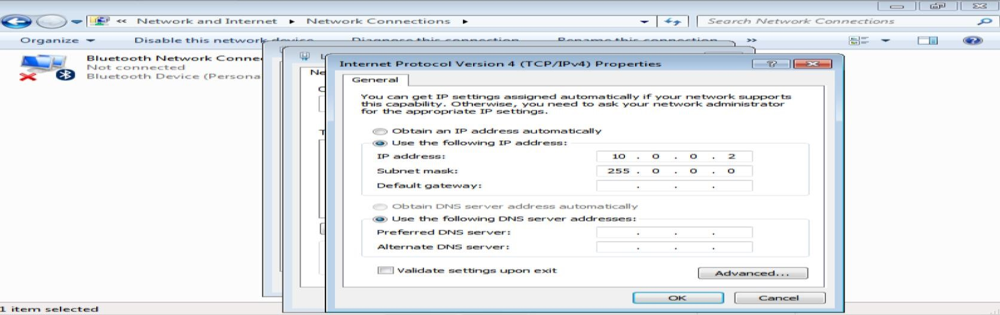 « Network and Internet ▸ Network Connections ▸
Search Network Connections
Organize
Disable this network device
Diagnose this connection
Rename this connection
»
Bluetooth Network Conne
Not connected
Bluetooth Device (Persona
L
Ne
C
T
Internet Protocol Version 4 (TCP/IPv4) Properties
General
You can get IP settings assigned automatically if your network supports
this capability. Otherwise, you need to ask your network administrator
for the appropriate IP settings.
Obtain an IP address automatically
Use the following IP address:
IP address: 10 . 0 . 0 . 2
Subnet mask: 255 . 0 . 0 . 0
Default gateway: . . .
Obtain DNS server address automatically
Use the following DNS server addresses:
Preferred DNS server: . . .
Alternate DNS server: . . .
Validate settings upon exit
Advanced...
OK
Cancel
1 item selected